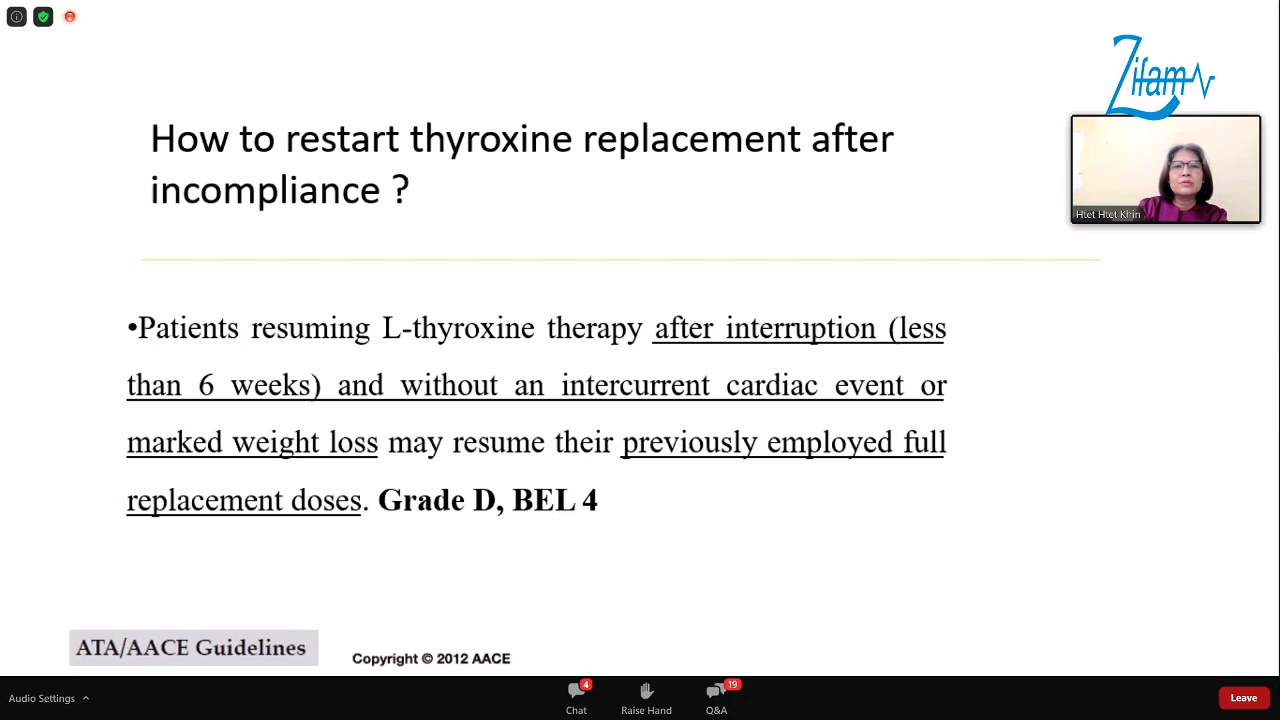 Zifam
How to restart thyroxine replacement after
incompliance ?
Htet Htet Khin
•Patients resuming L-thyroxine therapy after interruption (less
than 6 weeks) and without an intercurrent cardiac event or
marked weight loss may resume their previously employed full
replacement doses. Grade D, BEL 4
ATA/AACE Guidelines
Copyright © 2012 AACE
Audio Settings
4
Chat
Raise Hand
19
Q&A
Leave